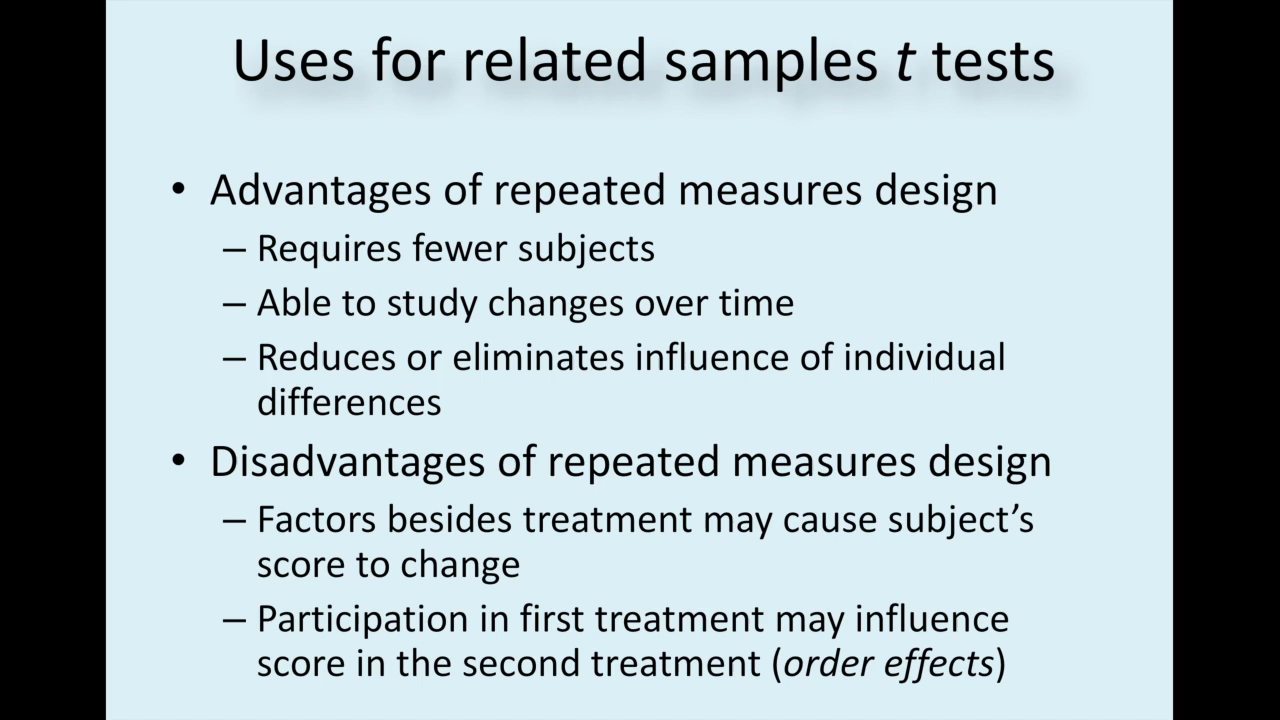 Uses for related samples t tests
• Advantages of repeated measures design
– Requires fewer subjects
– Able to study changes over time
– Reduces or eliminates influence of individual
differences
• Disadvantages of repeated measures design
– Factors besides treatment may cause subject’s
score to change
– Participation in first treatment may influence
score in the second treatment (order effects)